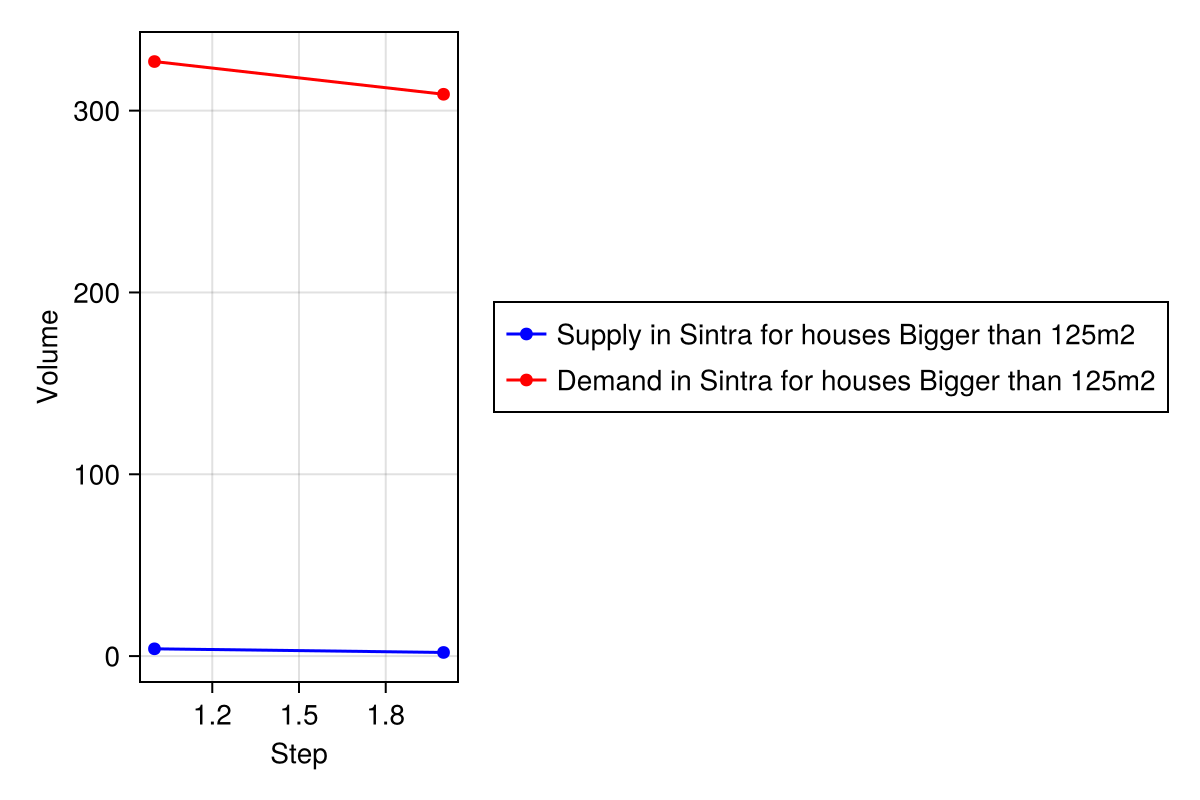 300
200
100
0
Volume
1.2 1.5 1.8
Step
Supply in Sintra for houses Bigger than 125m2
Demand in Sintra for houses Bigger than 125m2